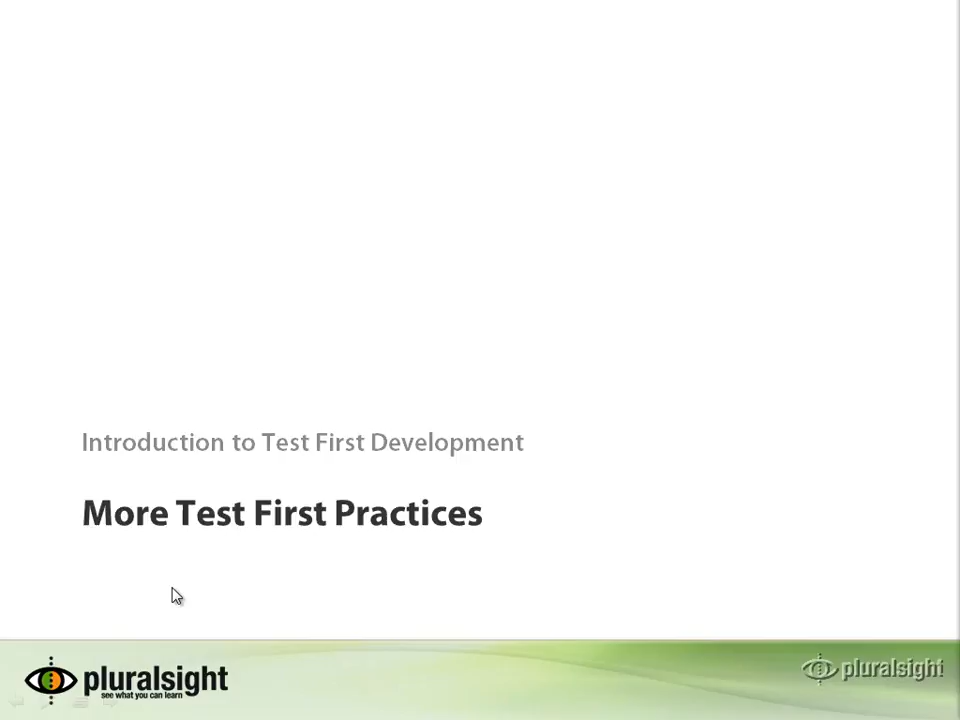 Introduction to Test First Development
More Test First Practices
pluralsight
see what you can learn
pluralsight